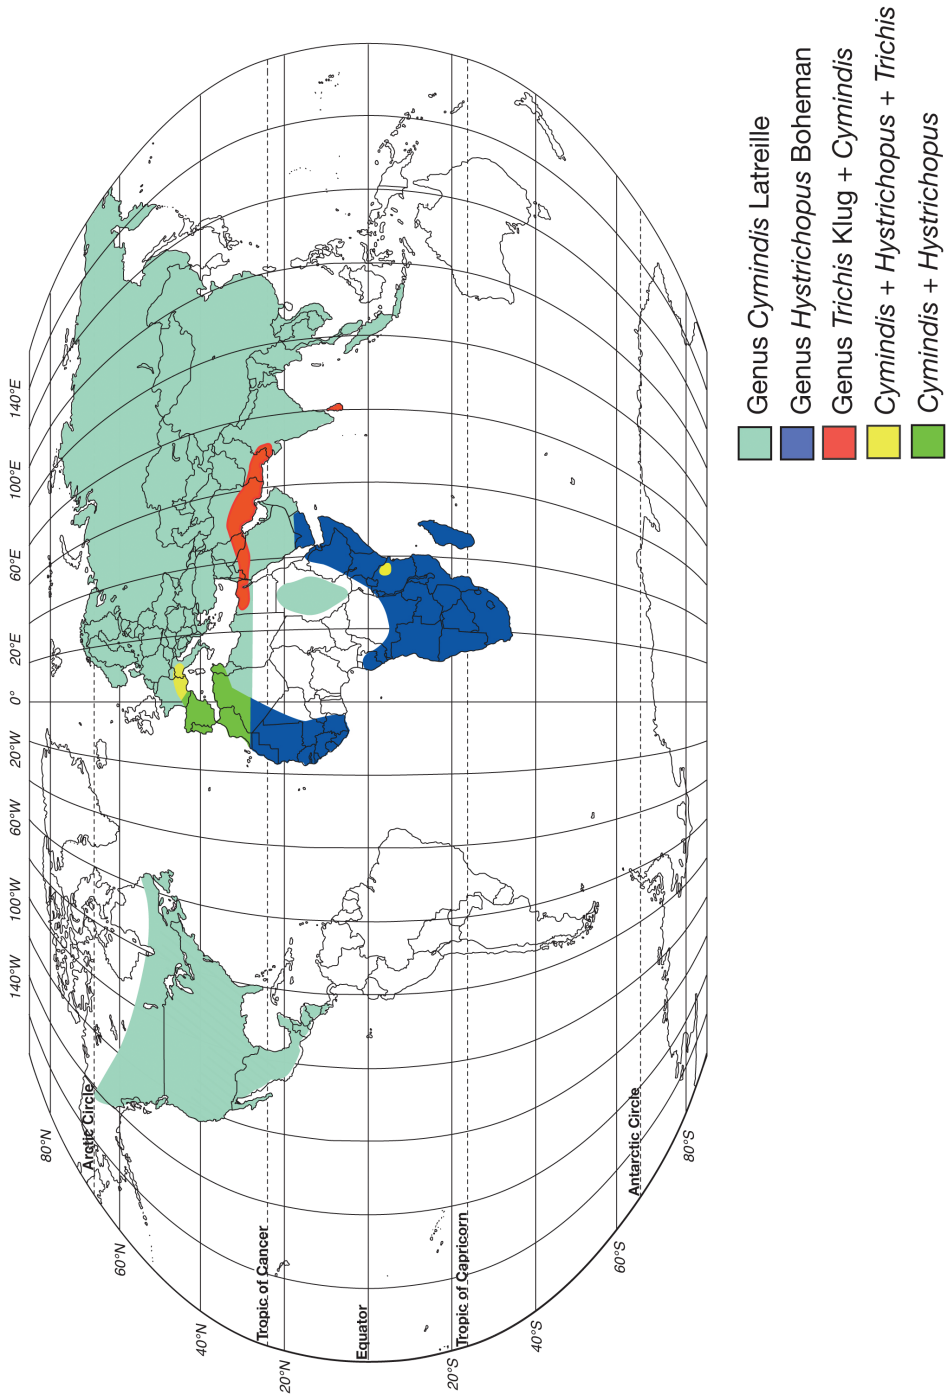 140°W
100°W
60°W
20°W
0°
20°E
60°E
100°E
140°E
80°N
Arctic Circle
60°N
40°N
Tropic of Cancer
20°N
Equator
20°S
Tropic of Capricorn
40°S
60°S
Antarctic Circle
80°S
Genus Cymindis Latreille
Genus Hystrichopus Boheman
Genus Trichis Klug + Cymindis
Cymindis + Hystrichopus + Trichis
Cymindis + Hystrichopus